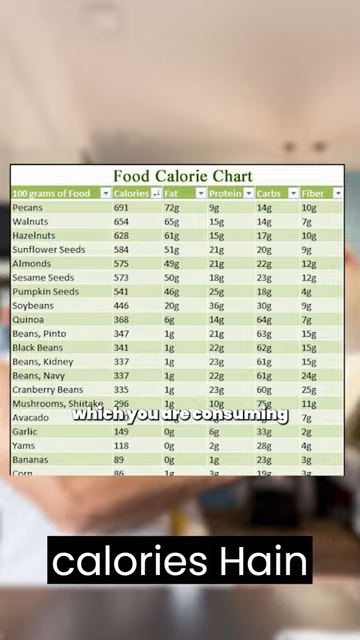 Food Calorie Chart
100 grams of Food Calories Fat Protein Carbs Fiber
Pecans 691 72g 9g 14g 10g
Walnuts 654 65g 15g 14g 7g
Hazelnuts 628 61g 15g 17g 10g
Sunflower Seeds 584 51g 21g 20g 9g
Almonds 575 49g 21g 22g 12g
Sesame Seeds 573 50g 18g 23g 12g
Pumpkin Seeds 541 46g 25g 18g 4g
Soybeans 446 20g 36g 30g 9g
Quinoa 368 6g 14g 64g 7g
Beans, Pinto 347 1g 21g 63g 15g
Black Beans 341 1g 22g 62g 15g
Beans, Kidney 337 1g 23g 61g 15g
Beans, Navy 337 1g 22g 61g 24g
Cranberry Beans 335 1g 23g 60g 25g
Mushrooms, Shiitake 296 1g 10g 75g 11g
which you are consuming
Avacado 7g
Garlic 149 0g 6g 33g 2g
Yams 118 0g 2g 28g 4g
Bananas 89 0g 1g 23g 3g
Corn 86 1g 3g 19g 3g
calories Hain